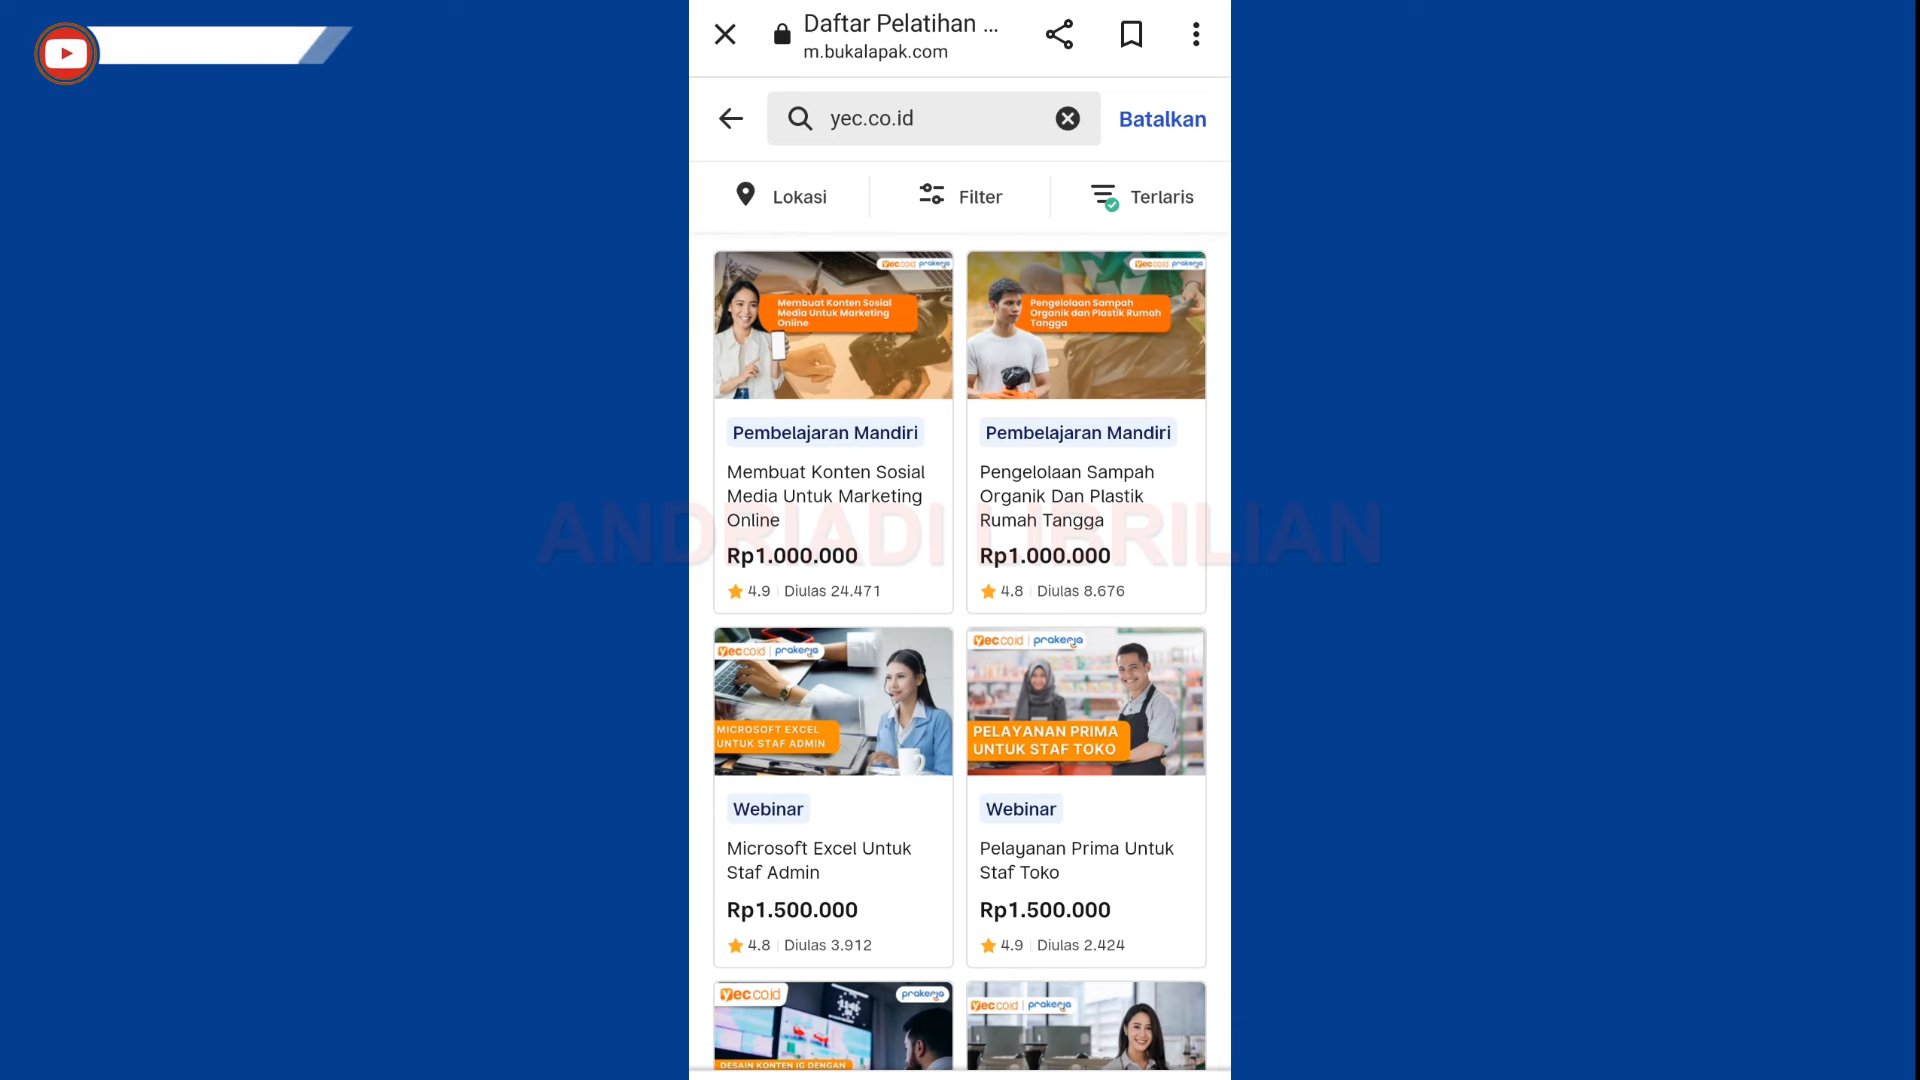 Daftar Pelatihan ...
m.bukalapak.com
yec.co.id
Batalkan
Lokasi
Filter
Terlaris
Yec.co.id prakerja
Membuat Konten Sosial
Media Untuk Marketing
Online
Yec.co.id prakerja
Pengelolaan Sampah
Organik dan Plastik Rumah
Tangga
Pembelajaran Mandiri
Membuat Konten Sosial
Media Untuk Marketing
Online
Rp1.000.000
4.9 | Diulas 24.471
Pembelajaran Mandiri
Pengelolaan Sampah
Organik Dan Plastik
Rumah Tangga
Rp1.000.000
4.8 | Diulas 8.676
ANDRIADI LIBRILIAN
Yec.co.id | prakerja
MICROSOFT EXCEL
UNTUK STAF ADMIN
Yec.co.id | prakerja
PELAYANAN PRIMA
UNTUK STAF TOKO
Webinar
Microsoft Excel Untuk
Staf Admin
Rp1.500.000
4.8 | Diulas 3.912
Webinar
Pelayanan Prima Untuk
Staf Toko
Rp1.500.000
4.9 | Diulas 2.424
Yec.co.id
prakerja
DESAIN KONTEN IG DENGAN
Yec.co.id | prakerja